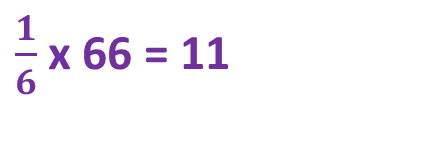 1/6 x 66 = 11